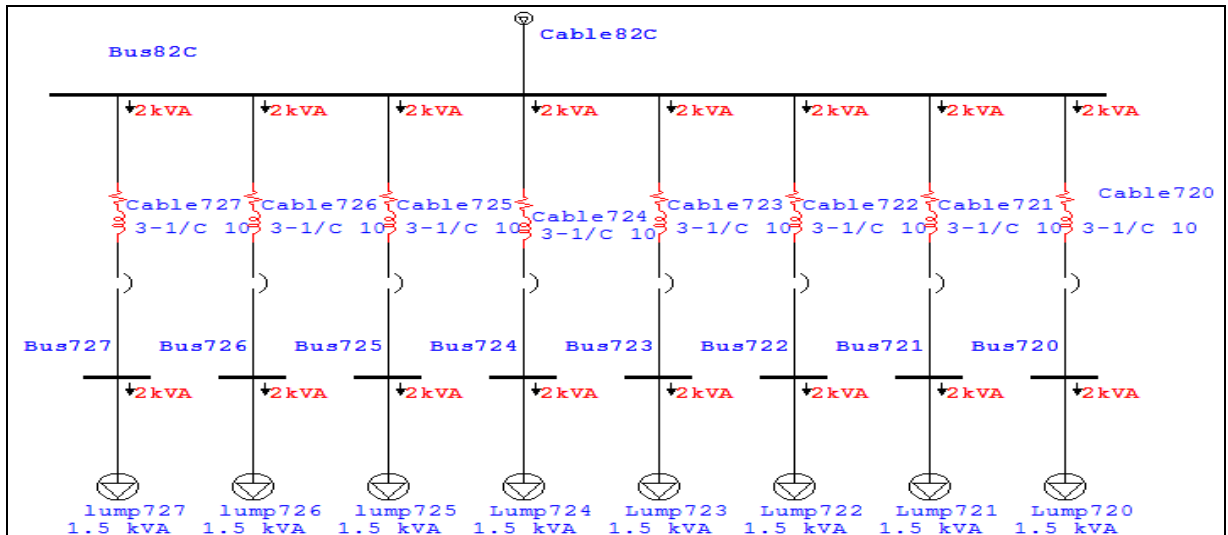 Cable82C
Bus82C
2kVA 2kVA 2kVA 2kVA 2kVA 2kVA 2kVA 2kVA
Cable727 Cable726 Cable725 Cable724 Cable723 Cable722 Cable721 Cable720
3-1/C 10 3-1/C 10 3-1/C 10 3-1/C 10 3-1/C 10 3-1/C 10 3-1/C 10 3-1/C 10
Bus727 Bus726 Bus725 Bus724 Bus723 Bus722 Bus721 Bus720
2kVA 2kVA 2kVA 2kVA 2kVA 2kVA 2kVA 2kVA
lump727 lump726 lump725 Lump724 Lump723 Lump722 Lump721 Lump720
1.5 kVA 1.5 kVA 1.5 kVA 1.5 kVA 1.5 kVA 1.5 kVA 1.5 kVA 1.5 kVA